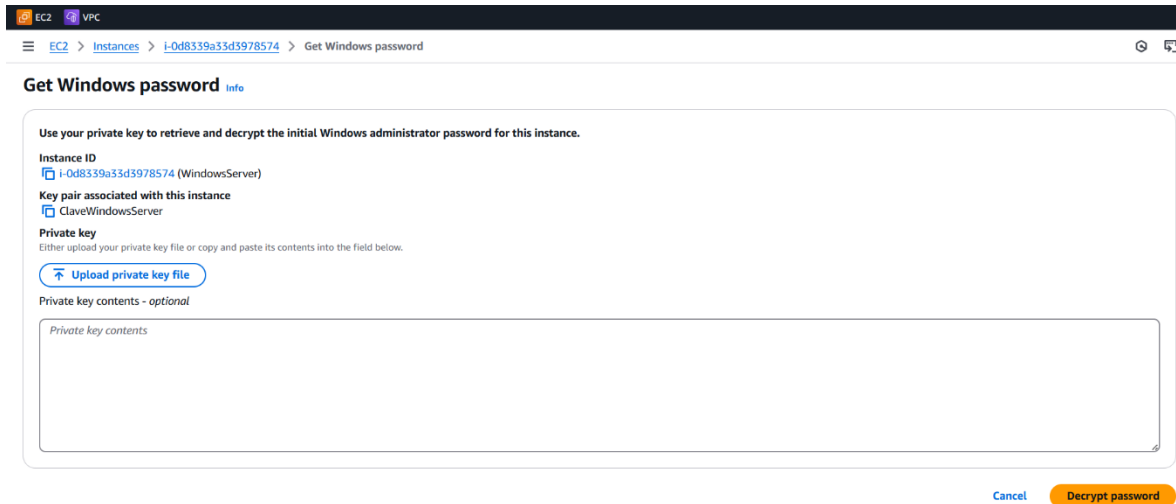 EC2 VPC
EC2 > Instances > i-0d8339a33d3978574 > Get Windows password
Get Windows password Info
Use your private key to retrieve and decrypt the initial Windows administrator password for this instance.
Instance ID
i-0d8339a33d3978574 (WindowsServer)
Key pair associated with this instance
ClaveWindowsServer
Private key
Either upload your private key file or copy and paste its contents into the field below.
Upload private key file
Private key contents - optional
Private key contents
Cancel Decrypt password